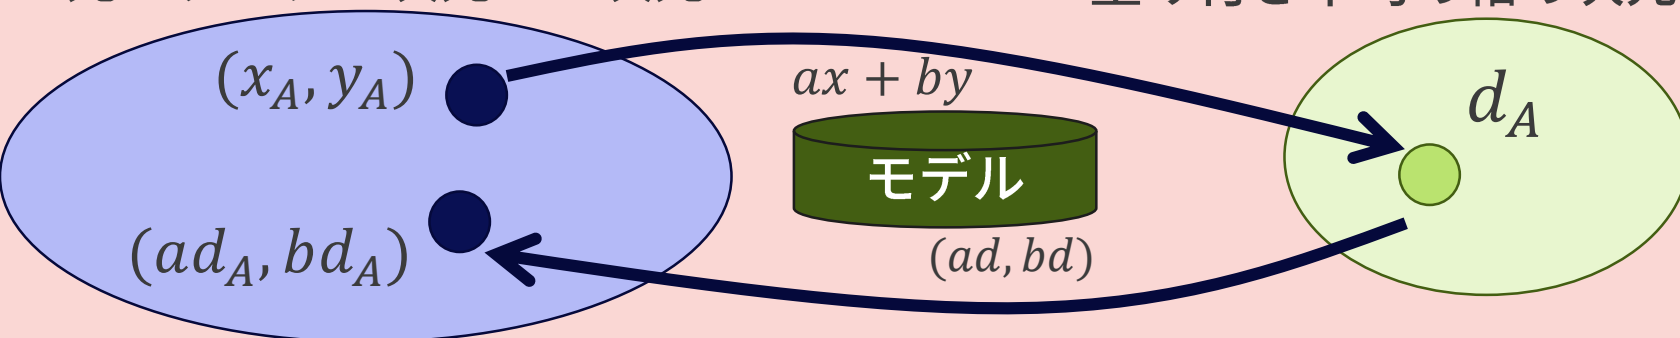 (x_A, y_A)
ax + by
d_A
モデル
(ad_A, bd_A)
(ad, bd)